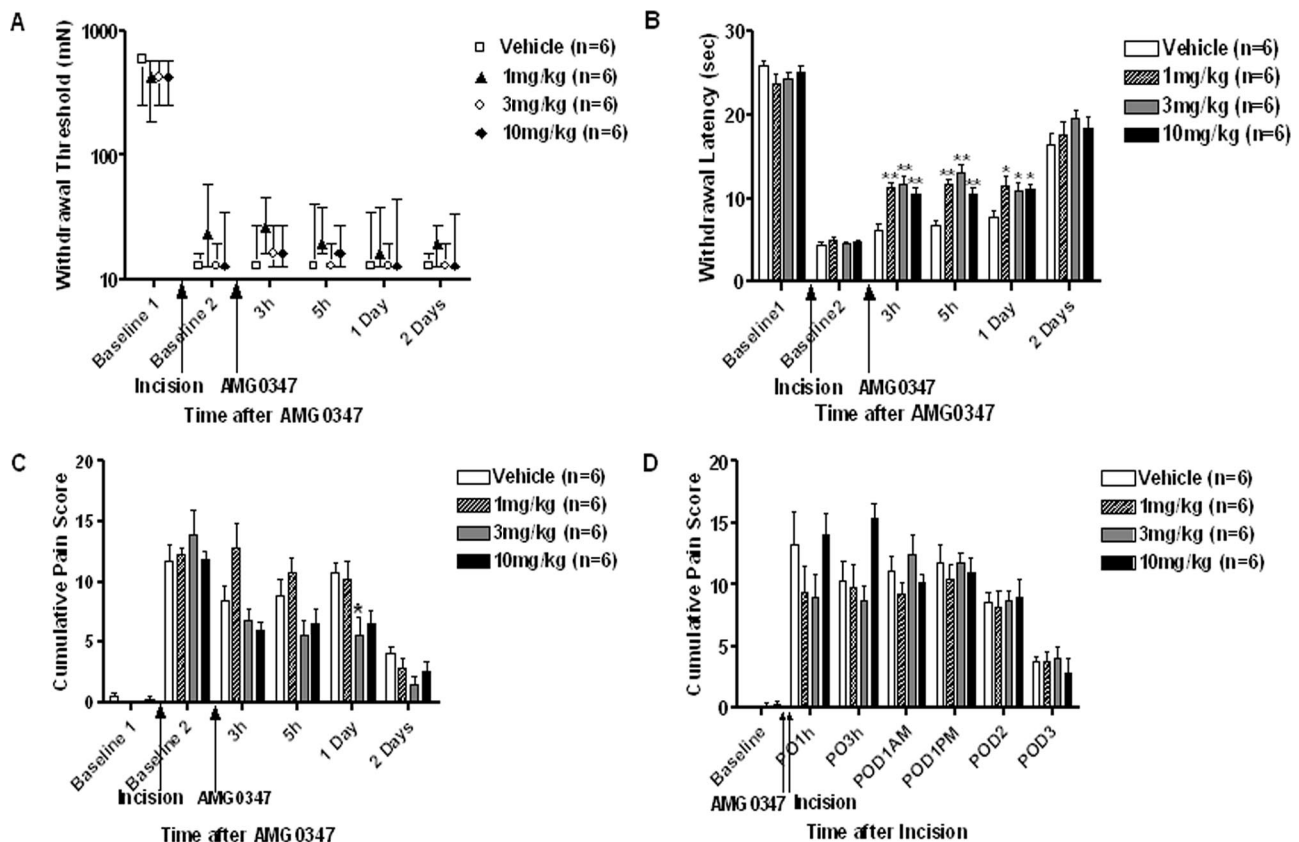 A
Withdrawal Threshold (mN)
1000
100
10
Vehicle (n=6)
1mg/kg (n=6)
3mg/kg (n=6)
10mg/kg (n=6)
Baseline 1
Baseline 2
3h
5h
1 Day
2 Days
Incision
AMG0347
Time after AMG0347
B
Withdrawal Latency (sec)
30
20
10
0
Vehicle (n=6)
1mg/kg (n=6)
3mg/kg (n=6)
10mg/kg (n=6)
** ** **
** ** **
* * *
Baseline1
Baseline2
3h
5h
1 Day
2 Days
Incision
AMG0347
Time after AMG0347
C
Cumulative Pain Score
20
15
10
5
0
Vehicle (n=6)
1mg/kg (n=6)
3mg/kg (n=6)
10mg/kg (n=6)
*
Baseline 1
Baseline 2
3h
5h
1 Day
2 Days
Incision
AMG0347
Time after AMG0347
D
Cumulative Pain Score
20
15
10
5
0
Vehicle (n=6)
1mg/kg (n=6)
3mg/kg (n=6)
10mg/kg (n=6)
Baseline
PO1h
PO3h
POD1AM
POD1PM
POD2
POD3
AMG0347
Incision
Time after Incision